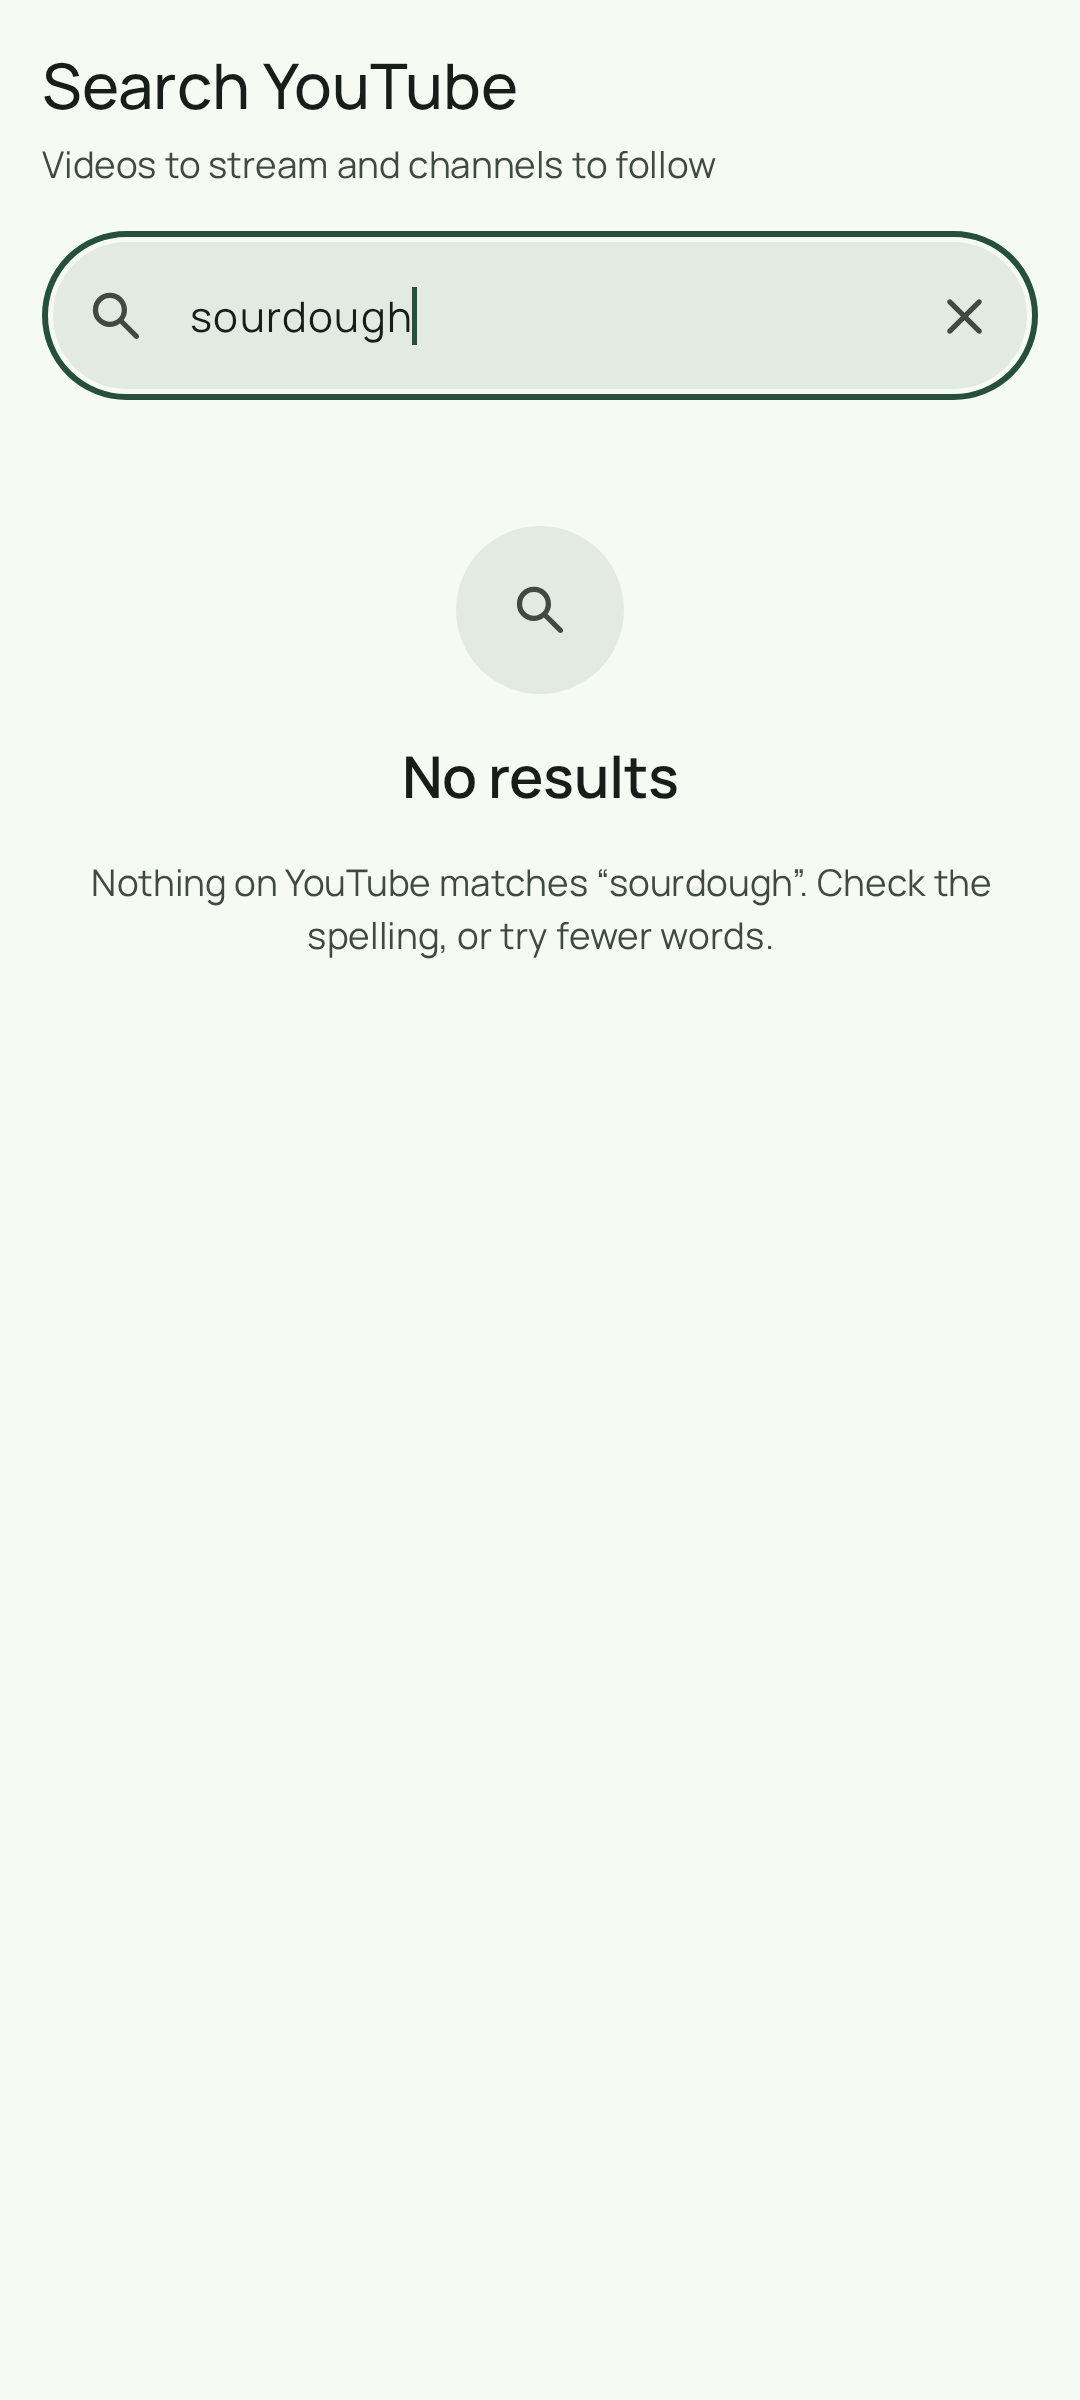 Search YouTube
Videos to stream and channels to follow
sourdough
No results
Nothing on YouTube matches “sourdough”. Check the
spelling, or try fewer words.